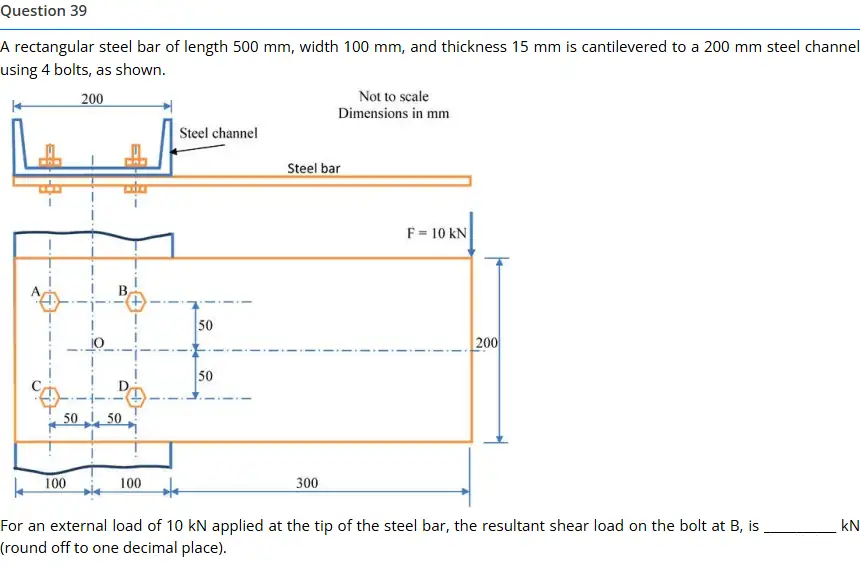 Question 39
A rectangular steel bar of length 500 mm, width 100 mm, and thickness 15 mm is cantilevered to a 200 mm steel channel
using 4 bolts, as shown.
200
Not to scale
Dimensions in mm
Steel channel
Steel bar
F = 10 kN
A
B
50
O
200
50
C
D
50
50
100
100
300
For an external load of 10 kN applied at the tip of the steel bar, the resultant shear load on the bolt at B, is __________ kN
(round off to one decimal place).